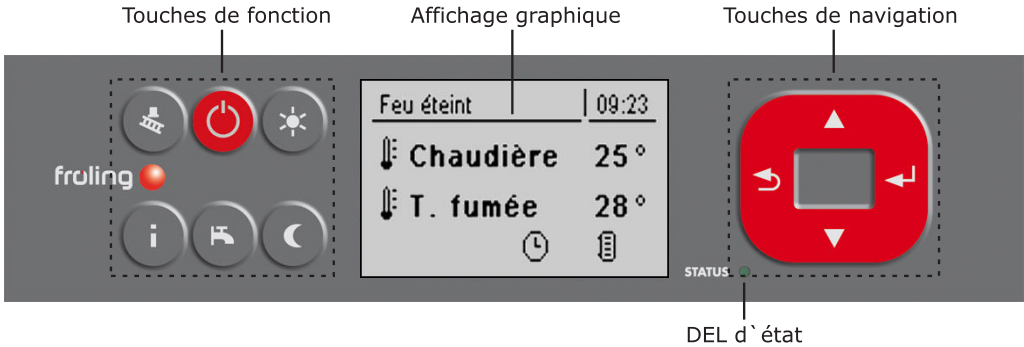 Touches de fonction
Affichage graphique
Touches de navigation
Feu éteint 09:23
Chaudière 25°
T. fumée 28°
froling
i
STATUS
DEL d`état